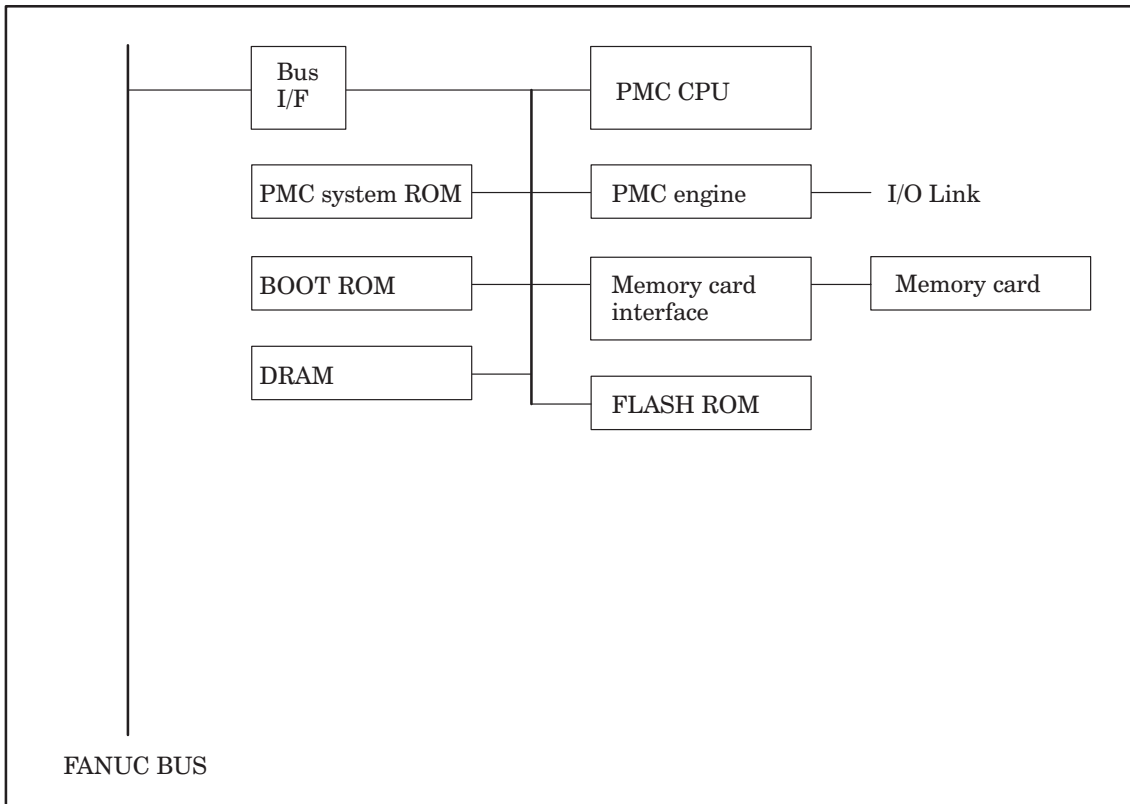 Bus
I/F
PMC CPU
PMC system ROM
PMC engine
I/O Link
BOOT ROM
Memory card
interface
Memory card
DRAM
FLASH ROM
FANUC BUS